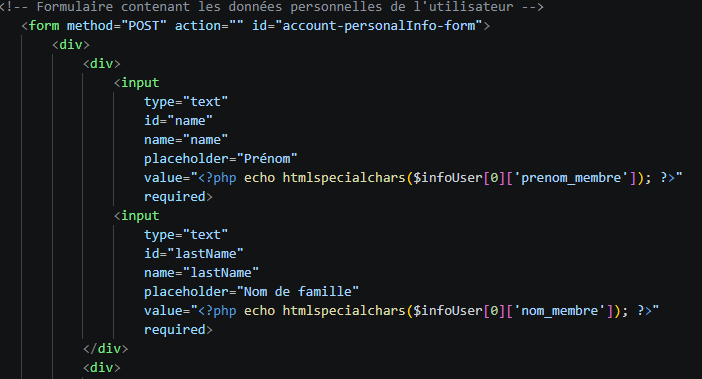 <!-- Formulaire contenant les données personnelles de l'utilisateur -->
<form method="POST" action="" id="account-personalInfo-form">
<div>
<div>
<input
type="text"
id="name"
name="name"
placeholder="Prénom"
value="<?php echo htmlspecialchars($infoUser[0]['prenom_membre']); ?>"
required>
<input
type="text"
id="lastName"
name="lastName"
placeholder="Nom de famille"
value="<?php echo htmlspecialchars($infoUser[0]['nom_membre']); ?>"
required>
</div>
<div>